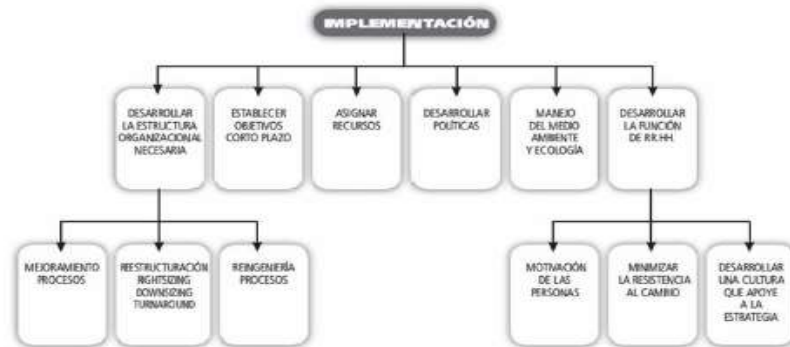 IMPLEMENTACIÓN
DESARROLLAR
LA ESTRUCTURA
ORGANIZACIONAL
NECESARIA
ESTABLECER
OBJETIVOS
CORTO PLAZO
ASIGNAR
RECURSOS
DESARROLLAR
POLÍTICAS
MANEJO
DEL MEDIO
AMBIENTE
Y ECOLOGÍA
DESARROLLAR
LA FUNCIÓN
DE RR.HH.
MEJORAMIENTO
PROCESOS
REESTRUCTURACIÓN
RIGHTSIZING
DOWNSIZING
TURNAROUND
REINGENIERÍA
PROCESOS
MOTIVACIÓN
DE LAS
PERSONAS
MINIMIZAR
LA RESISTENCIA
AL CAMBIO
DESARROLLAR
UNA CULTURA
QUE APOYE
A LA
ESTRATEGIA